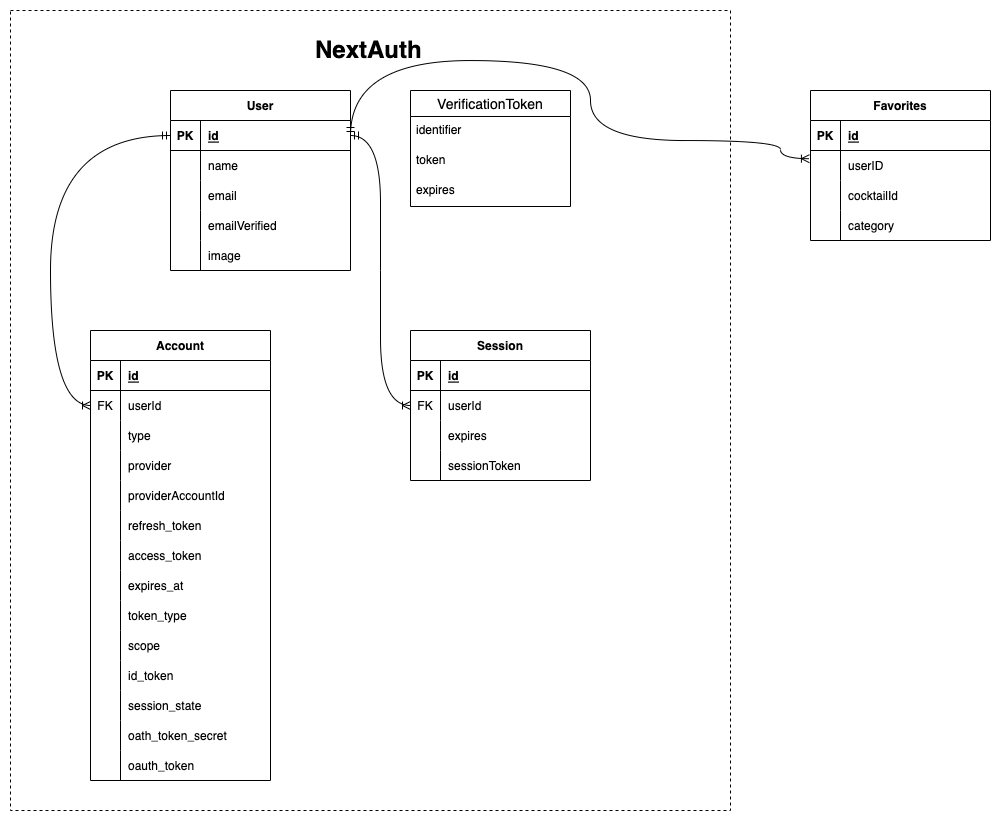 NextAuth
User
PK id
name
email
emailVerified
image
VerificationToken
identifier
token
expires
Favorites
PK id
userID
cocktailId
category
Account
PK id
FK userId
type
provider
providerAccountId
refresh_token
access_token
expires_at
token_type
scope
id_token
session_state
oath_token_secret
oauth_token
Session
PK id
FK userId
expires
sessionToken